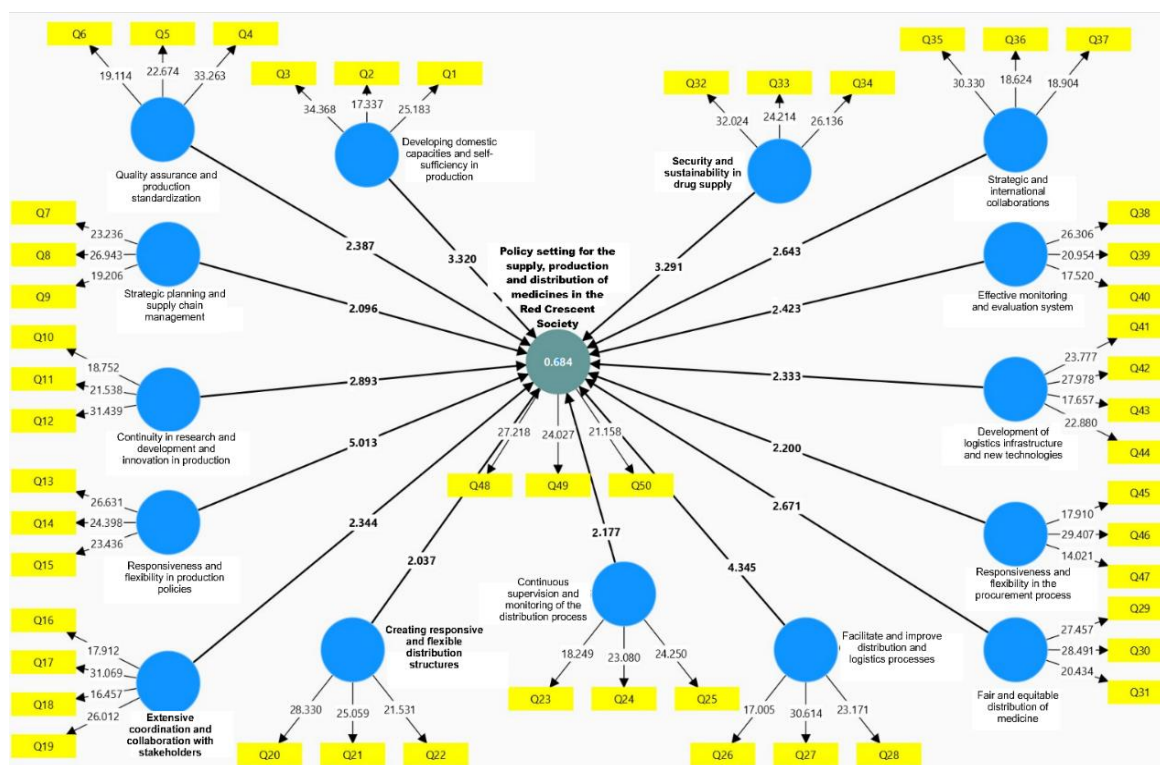 Q6
Q5
Q4
19.114
22.674
33.263
Quality assurance and
production
standardization
Q3
Q2
Q1
34.368
17.337
25.183
Developing domestic
capacities and self-
sufficiency in
production
Q32
Q33
Q34
32.024
24.214
26.136
Security and
sustainability in
drug supply
Q35
Q36
Q37
30.330
18.624
18.904
Strategic and
international
collaborations
Q7
Q8
Q9
23.236
26.943
19.206
Strategic planning and
supply chain
management
Q38
Q39
Q40
26.306
20.954
17.520
Effective monitoring
and evaluation system
Policy setting for the
supply, production
and distribution of
medicines in the
Red Crescent
Society
0.684
2.387
3.320
3.291
2.643
2.096
2.423
2.893
2.333
5.013
2.200
2.344
2.671
2.037
2.177
4.345
Q10
Q11
Q12
18.752
21.538
31.439
Continuity in research and
development and
innovation in production
Q41
Q42
Q43
Q44
23.777
27.978
17.657
22.880
Development of
logistics infrastructure
and new technologies
27.218
24.027
21.158
Q48
Q49
Q50
Q13
Q14
Q15
26.631
24.398
23.436
Responsiveness and
flexibility in production
policies
Q45
Q46
Q47
17.910
29.407
14.021
Responsiveness and
flexibility in the
procurement process
Q16
Q17
Q18
Q19
17.912
31.069
16.457
26.012
Extensive
coordination and
collaboration with
stakeholders
Creating responsive
and flexible
distribution
structures
28.330
25.059
21.531
Q20
Q21
Q22
Continuous
supervision and
monitoring of the
distribution process
18.249
23.080
24.250
Q23
Q24
Q25
Facilitate and improve
distribution and
logistics processes
17.005
30.614
23.171
Q26
Q27
Q28
Q29
Q30
Q31
27.457
28.491
20.434
Fair and equitable
distribution of
medicine